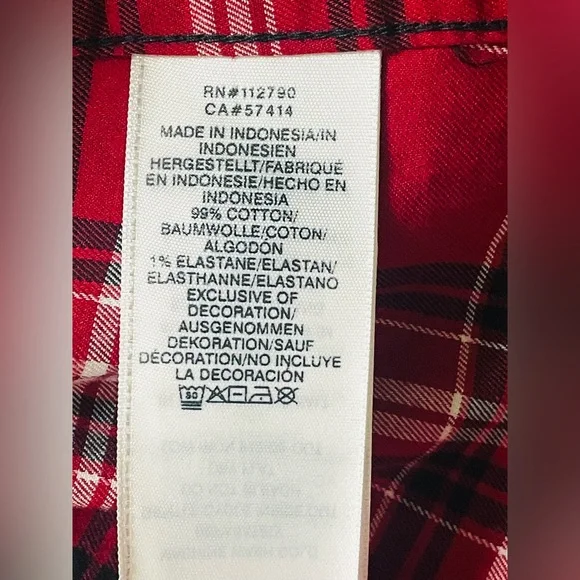 RN#112790
CA#57414
MADE IN INDONESIA/IN
INDONESIEN
HERGESTELLT/FABRIQUÉ
EN INDONESIE/HECHO EN
INDONESIA
99% COTTON/
BAUMWOLLE/COTON/
ALGODÓN
1% ELASTANE/ELASTAN/
ELASTHANNE/ELASTANO
EXCLUSIVE OF
DECORATION/
AUSGENOMMEN
DEKORATION/SAUF
DÉCORATION/NO INCLUYE
LA DECORACIÓN